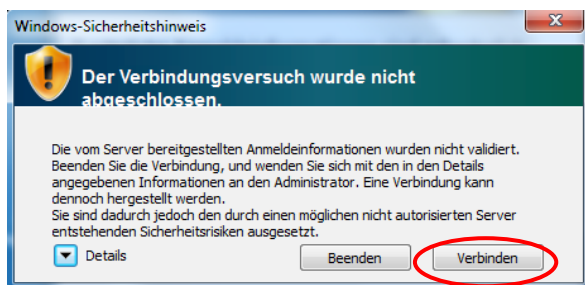 Windows-Sicherheitshinweis
Der Verbindungsversuch wurde nicht
abgeschlossen.
Die vom Server bereitgestellten Anmeldeinformationen wurden nicht validiert.
Beenden Sie die Verbindung, und wenden Sie sich mit den in den Details
angegebenen Informationen an den Administrator. Eine Verbindung kann
dennoch hergestellt werden.
Sie sind dadurch jedoch den durch einen möglichen nicht autorisierten Server
entstehenden Sicherheitsrisiken ausgesetzt.
Details Beenden Verbinden